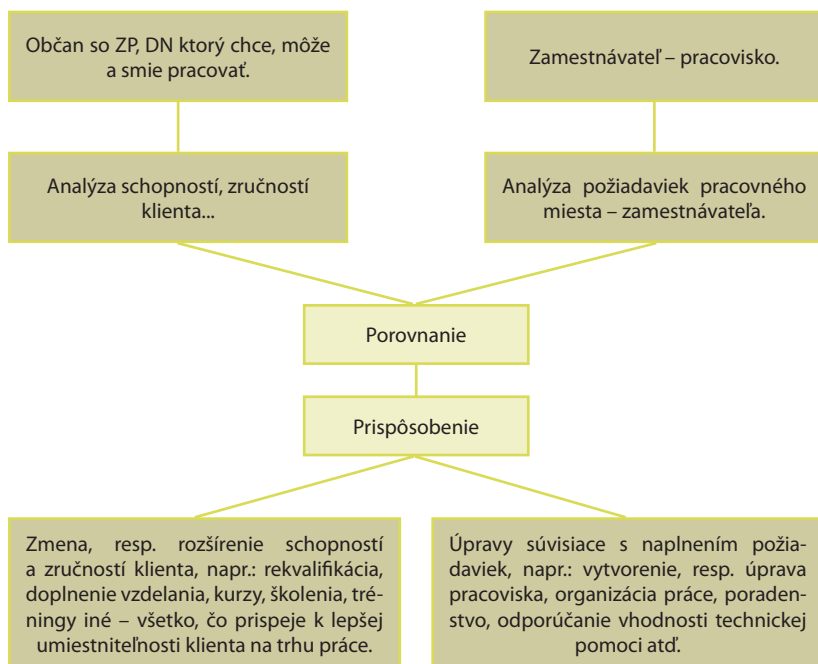 Občan so ZP, DN ktorý chce, môže
a smie pracovať.
Zamestnávateľ – pracovisko.
Analýza schopností, zručností
klienta...
Analýza požiadaviek pracovného
miesta – zamestnávateľa.
Porovnanie
Prispôsobenie
Zmena, resp. rozšírenie schopností
a zručností klienta, napr.: rekvalifikácia,
doplnenie vzdelania, kurzy, školenia, tré-
ningy iné – všetko, čo prispeje k lepšej
umiestniteľnosti klienta na trhu práce.
Úpravy súvisiace s naplnením požia-
daviek, napr.: vytvorenie, resp. úprava
pracoviska, organizácia práce, poraden-
stvo, odporúčanie vhodnosti technickej
pomoci atď.